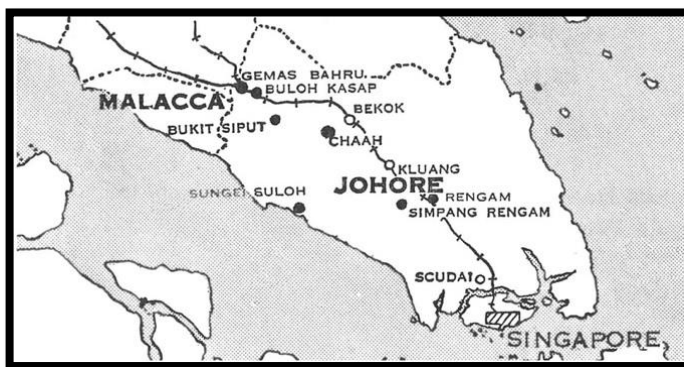 GEMAS BAHRU
BULOH KASAP
MALACCA
BEKOK
BUKIT SIPUT
CHAAH
KLUANG
JOHORE
SUNGEI SULOH
RENGAM
SIMPANG RENGAM
SCUDAI
SINGAPORE